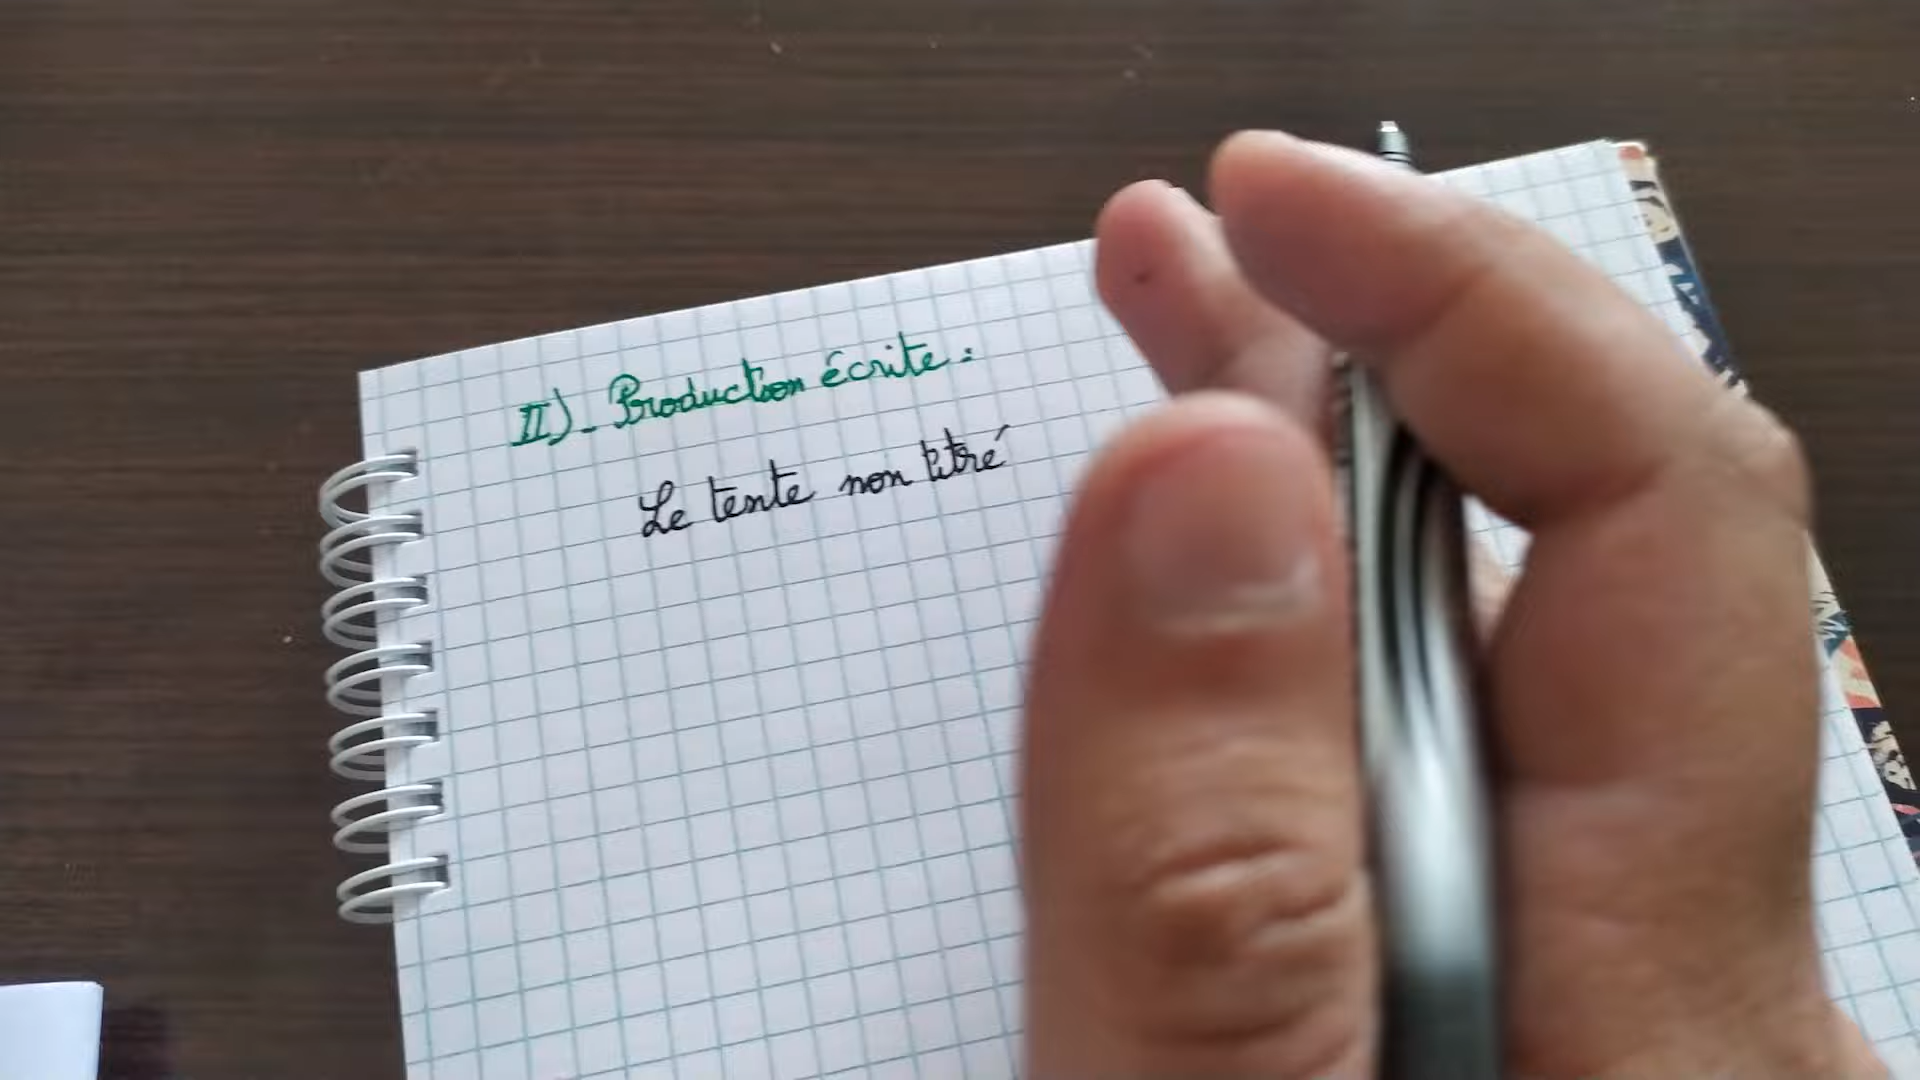 II)_ Production écrite :
Le texte non titré